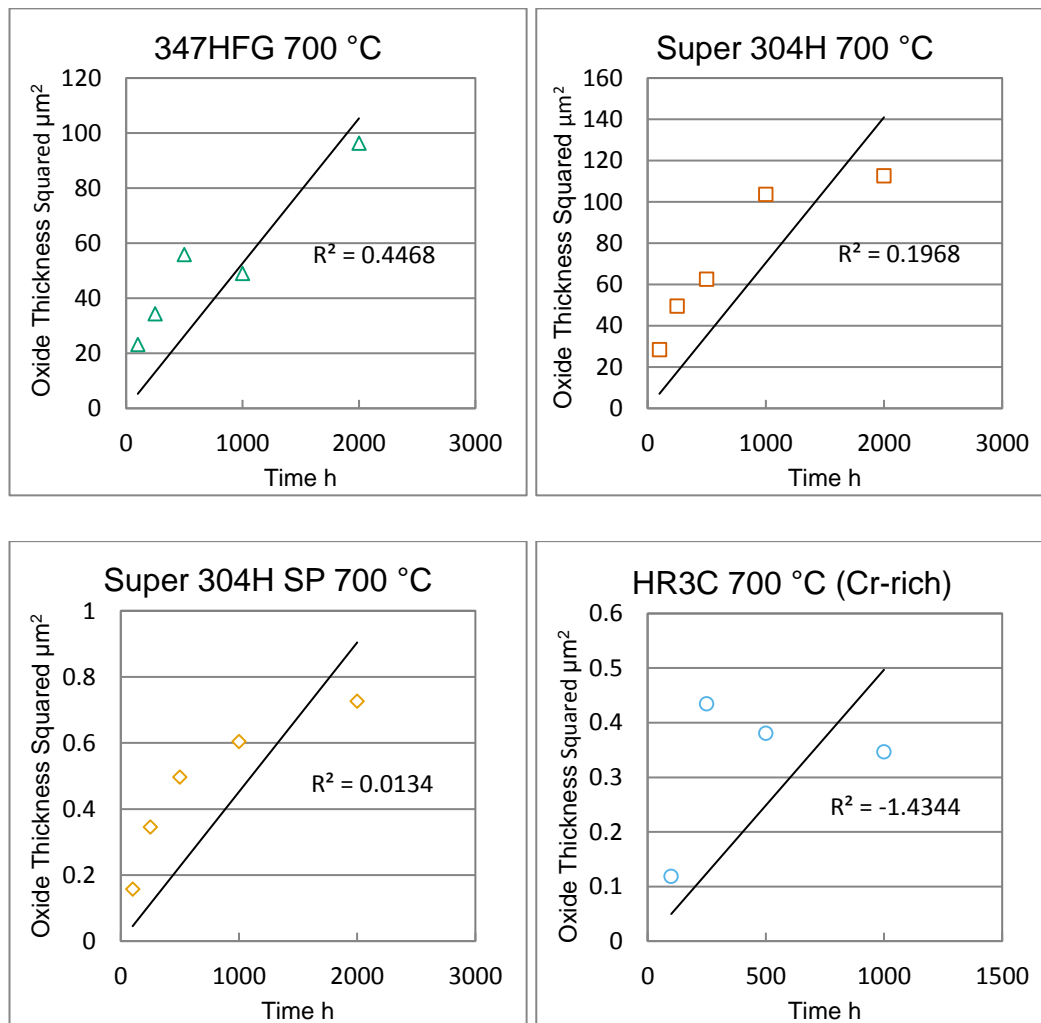 347HFG 700 °C
Oxide Thickness Squared µm²
120
100
80
60
40
20
0
R² = 0.4468
0 1000 2000 3000
Time h
Super 304H 700 °C
Oxide Thickness Squared µm²
160
140
120
100
80
60
40
20
0
R² = 0.1968
0 1000 2000 3000
Time h
Super 304H SP 700 °C
Oxide Thickness Squared µm²
1
0.8
0.6
0.4
0.2
0
R² = 0.0134
0 1000 2000 3000
Time h
HR3C 700 °C (Cr-rich)
Oxide Thickness Squared µm²
0.6
0.5
0.4
0.3
0.2
0.1
0
R² = -1.4344
0 500 1000 1500
Time h